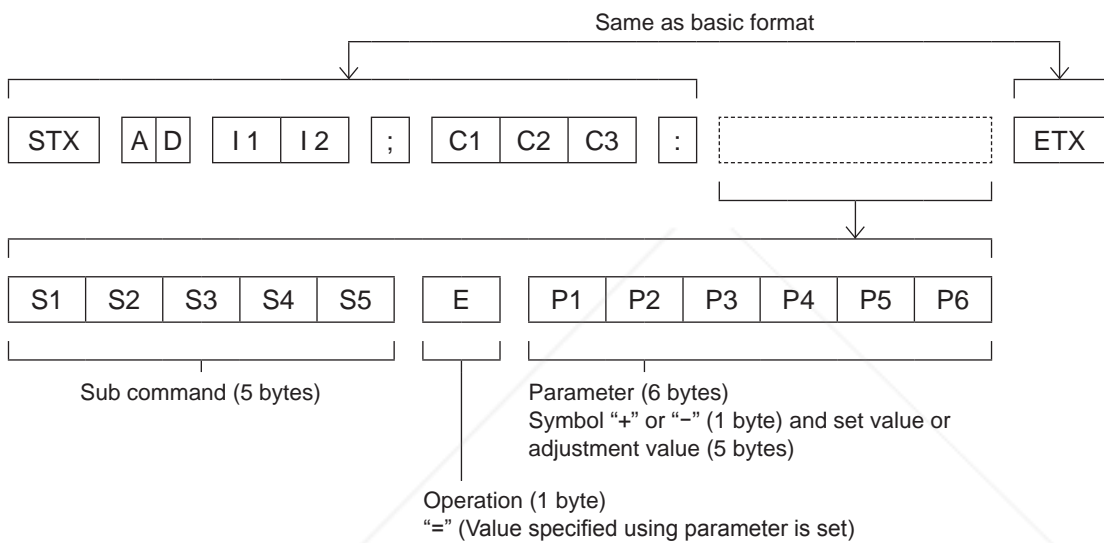 Same as basic format
STX A D I 1 I 2 ; C1 C2 C3 : ETX
S1 S2 S3 S4 S5 E P1 P2 P3 P4 P5 P6
Sub command (5 bytes)
Parameter (6 bytes)
Symbol “+” or “−” (1 byte) and set value or
adjustment value (5 bytes)
Operation (1 byte)
“=” (Value specified using parameter is set)